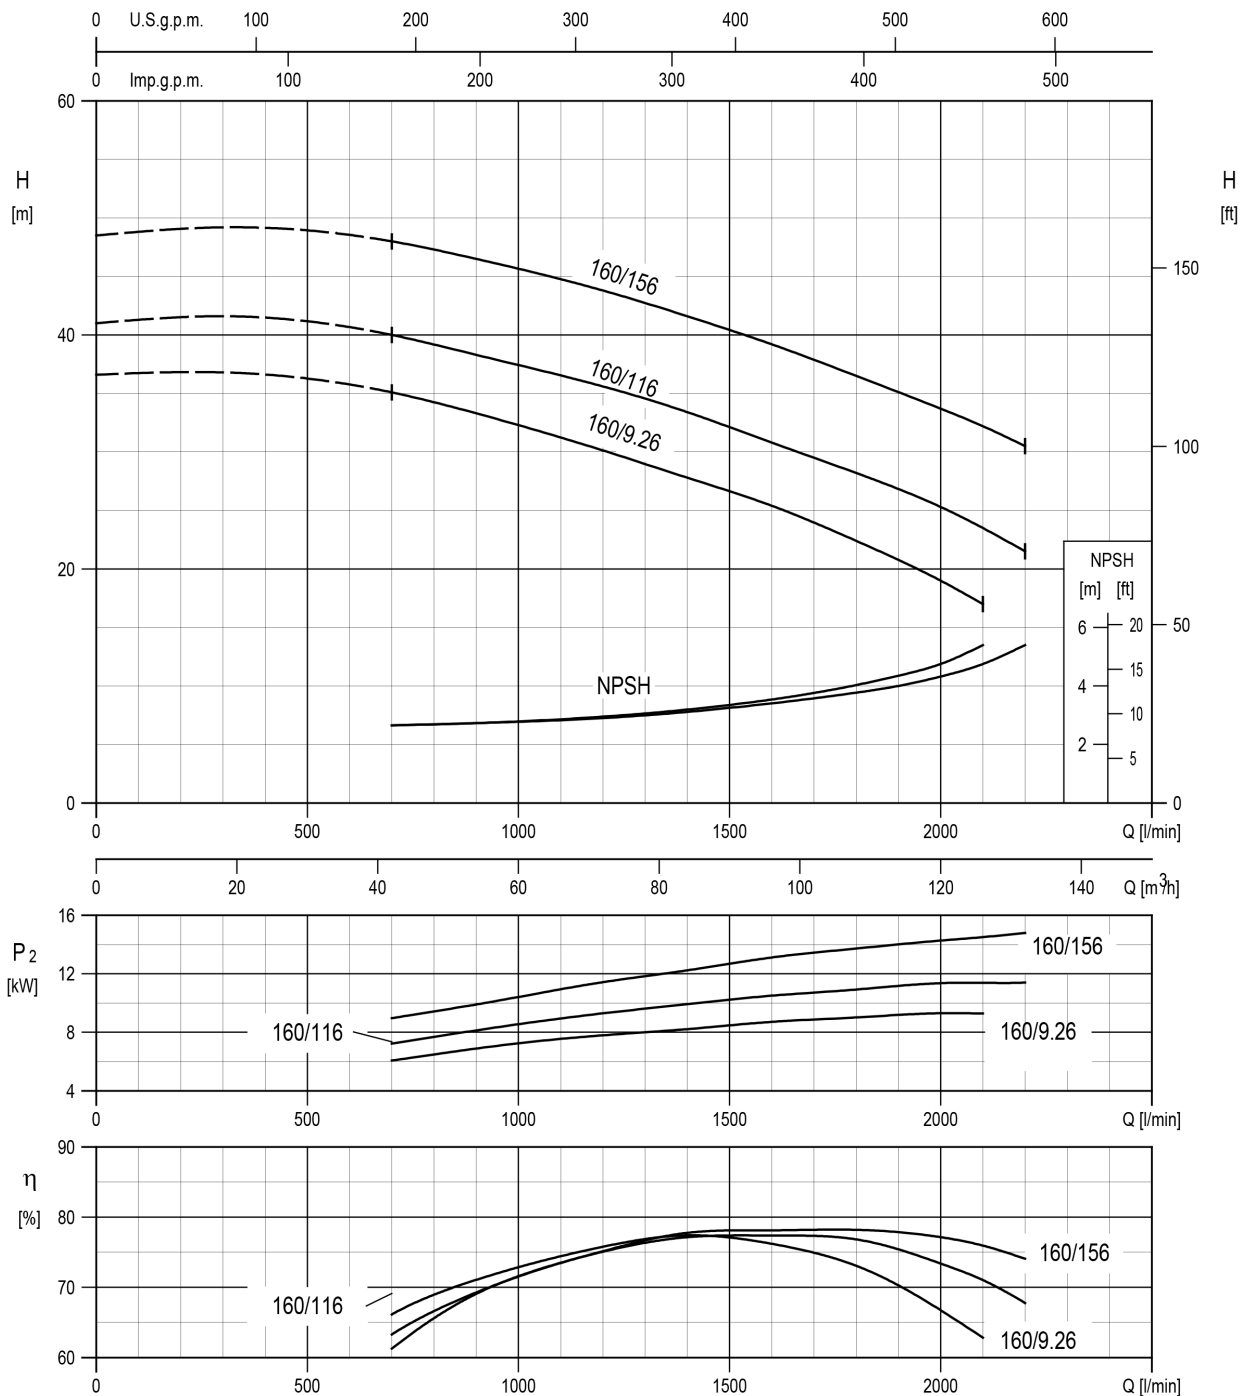 0 U.S.g.p.m. 100 200 300 400 500 600
0 Imp.g.p.m. 100 200 300 400 500
60
H
[m]
H
[ft]
160/156
150
40
160/116
160/9.26
100
NPSH
[m] [ft]
20
6 20 50
15
NPSH
4
10
2
5
0 0
0 500 1000 1500 2000 Q [l/min]
0 20 40 60 80 100 120 140 Q [m³/h]
16
P2
[kW]
160/156
12
8 160/116 160/9.26
4
0 500 1000 1500 2000 Q [l/min]
90
η
[%]
80
160/156
70
160/116
160/9.26
60
0 500 1000 1500 2000 Q [l/min]